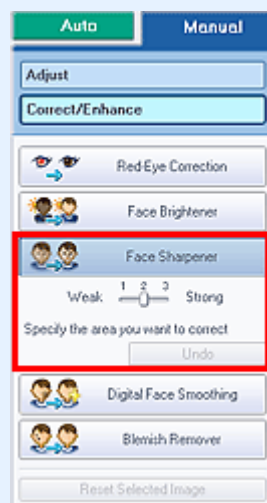 Auto Manual
Adjust
Correct/Enhance
Red-Eye Correction
Face Brightener
Face Sharpener
1 2 3
Weak Strong
Specify the area you want to correct
Undo
Digital Face Smoothing
Blemish Remover
Reset Selected Image